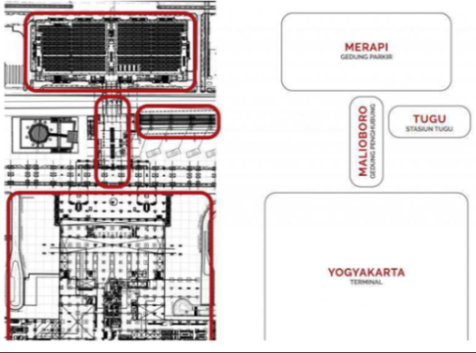 MERAPI
GEDUNG PARKIR
MALIOBORO
GEDUNG PENGHUBUNG
TUGU
STASIUN TUGU
YOGYAKARTA
TERMINAL